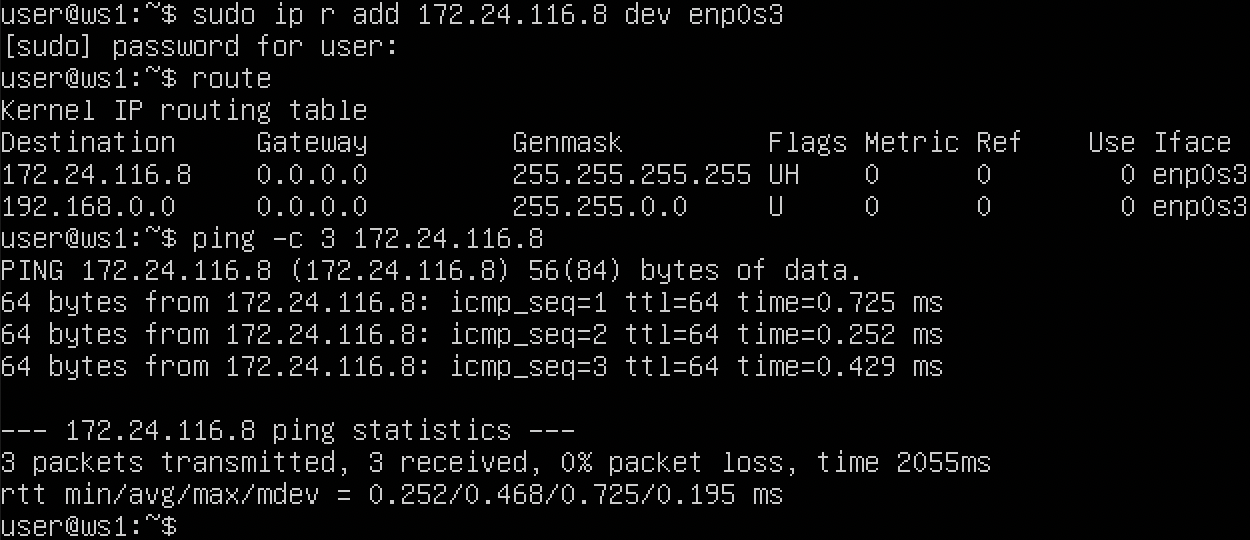 user@ws1:~$ sudo ip r add 172.24.116.8 dev enp0s3
[sudo] password for user:
user@ws1:~$ route
Kernel IP routing table
Destination     Gateway         Genmask         Flags Metric Ref    Use Iface
172.24.116.8    0.0.0.0         255.255.255.255 UH    0      0        0 enp0s3
192.168.0.0     0.0.0.0         255.255.0.0     U     0      0        0 enp0s3
user@ws1:~$ ping -c 3 172.24.116.8
PING 172.24.116.8 (172.24.116.8) 56(84) bytes of data.
64 bytes from 172.24.116.8: icmp_seq=1 ttl=64 time=0.725 ms
64 bytes from 172.24.116.8: icmp_seq=2 ttl=64 time=0.252 ms
64 bytes from 172.24.116.8: icmp_seq=3 ttl=64 time=0.429 ms
--- 172.24.116.8 ping statistics ---
3 packets transmitted, 3 received, 0% packet loss, time 2055ms
rtt min/avg/max/mdev = 0.252/0.468/0.725/0.195 ms
user@ws1:~$